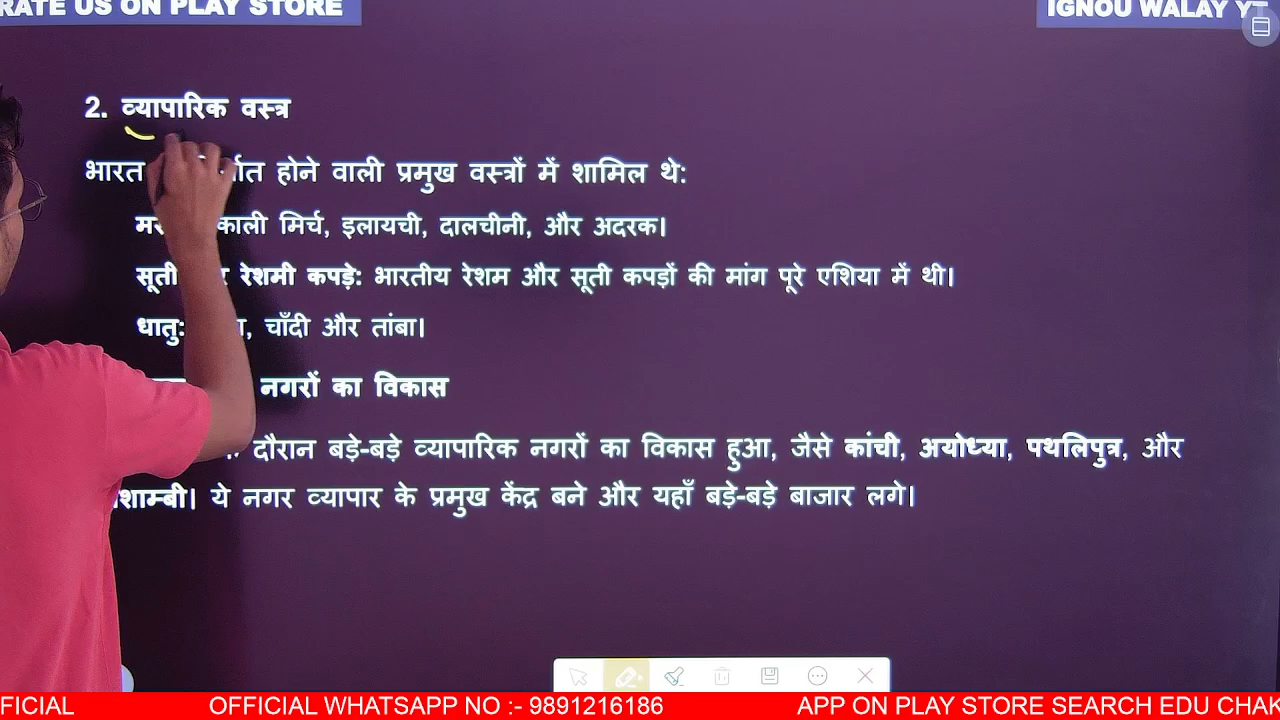 RATE US ON PLAY STORE
IGNOU WALAY YT
2. व्यापारिक वस्त्र
भारत होने वाली प्रमुख वस्त्रों में शामिल थे:
काली मिर्च, इलायची, दालचीनी, और अदरक।
सूती रेशमी कपड़े: भारतीय रेशम और सूती कपड़ों की मांग पूरे एशिया में थी।
धातु: चाँदी और तांबा।
नगरों का विकास
दौरान बड़े-बड़े व्यापारिक नगरों का विकास हुआ, जैसे कांची, अयोध्या, पथलिपुत्र, और
ये नगर व्यापार के प्रमुख केंद्र बने और यहाँ बड़े-बड़े बाजार लगे।
FICIAL OFFICIAL WHATSAPP NO :- 9891216186 APP ON PLAY STORE SEARCH EDU CHAK